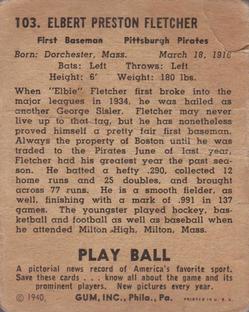 103. ELBERT PRESTON FLETCHER
First Baseman Pittsburgh Pirates
Born: Dorchester, Mass. March 18, 1916
Bats: Left Throws: Left
Height: 6' Weight: 180 lbs.
When "Elbie" Fletcher first broke into
the major leagues in 1934, he was hailed as
another George Sisler. Fletcher may never
live up to that tag, but he has nonetheless
proved himself a pretty fair first baseman.
Always the property of Boston until he was
traded to the Pirates June of last year,
Fletcher had his greatest year the past sea-
son. He batted a hefty .290, collected 12
home runs and 25 doubles, and brought
across 77 runs. He is a smooth fielder, as
well, finishing with a mark of .991 in 137
games. The youngster played hockey, bas-
ketball and football as well as baseball when
he attended Milton High, Milton, Mass.
PLAY BALL
A pictorial news record of America's favorite sport.
Save these cards . . . know all about the game and its
prominent players. New pictures every year.
© 1940, GUM, INC., Phila., Pa. PRINTED IN U. S. A.